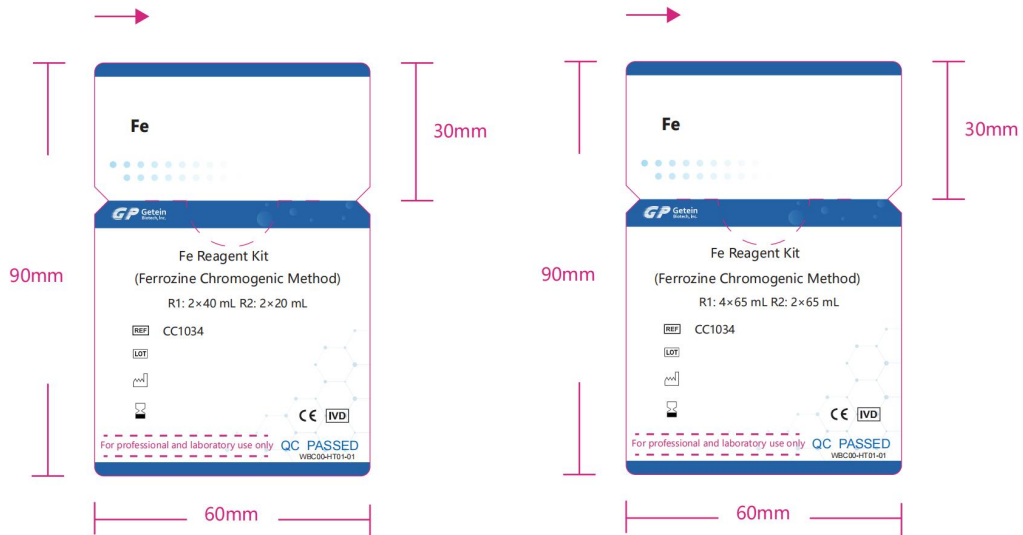 Fe
30mm
GP Getein
Biotech, Inc.
Fe Reagent Kit
(Ferrozine Chromogenic Method)
R1: 2×40 mL R2: 2×20 mL
REF CC1034
LOT
90mm
CE IVD
For professional and laboratory use only QC PASSED
WBC00-HT01-01
60mm
Fe
30mm
GP Getein
Biotech, Inc.
Fe Reagent Kit
(Ferrozine Chromogenic Method)
R1: 4×65 mL R2: 2×65 mL
REF CC1034
LOT
90mm
CE IVD
For professional and laboratory use only QC PASSED
WBC00-HT01-01
60mm